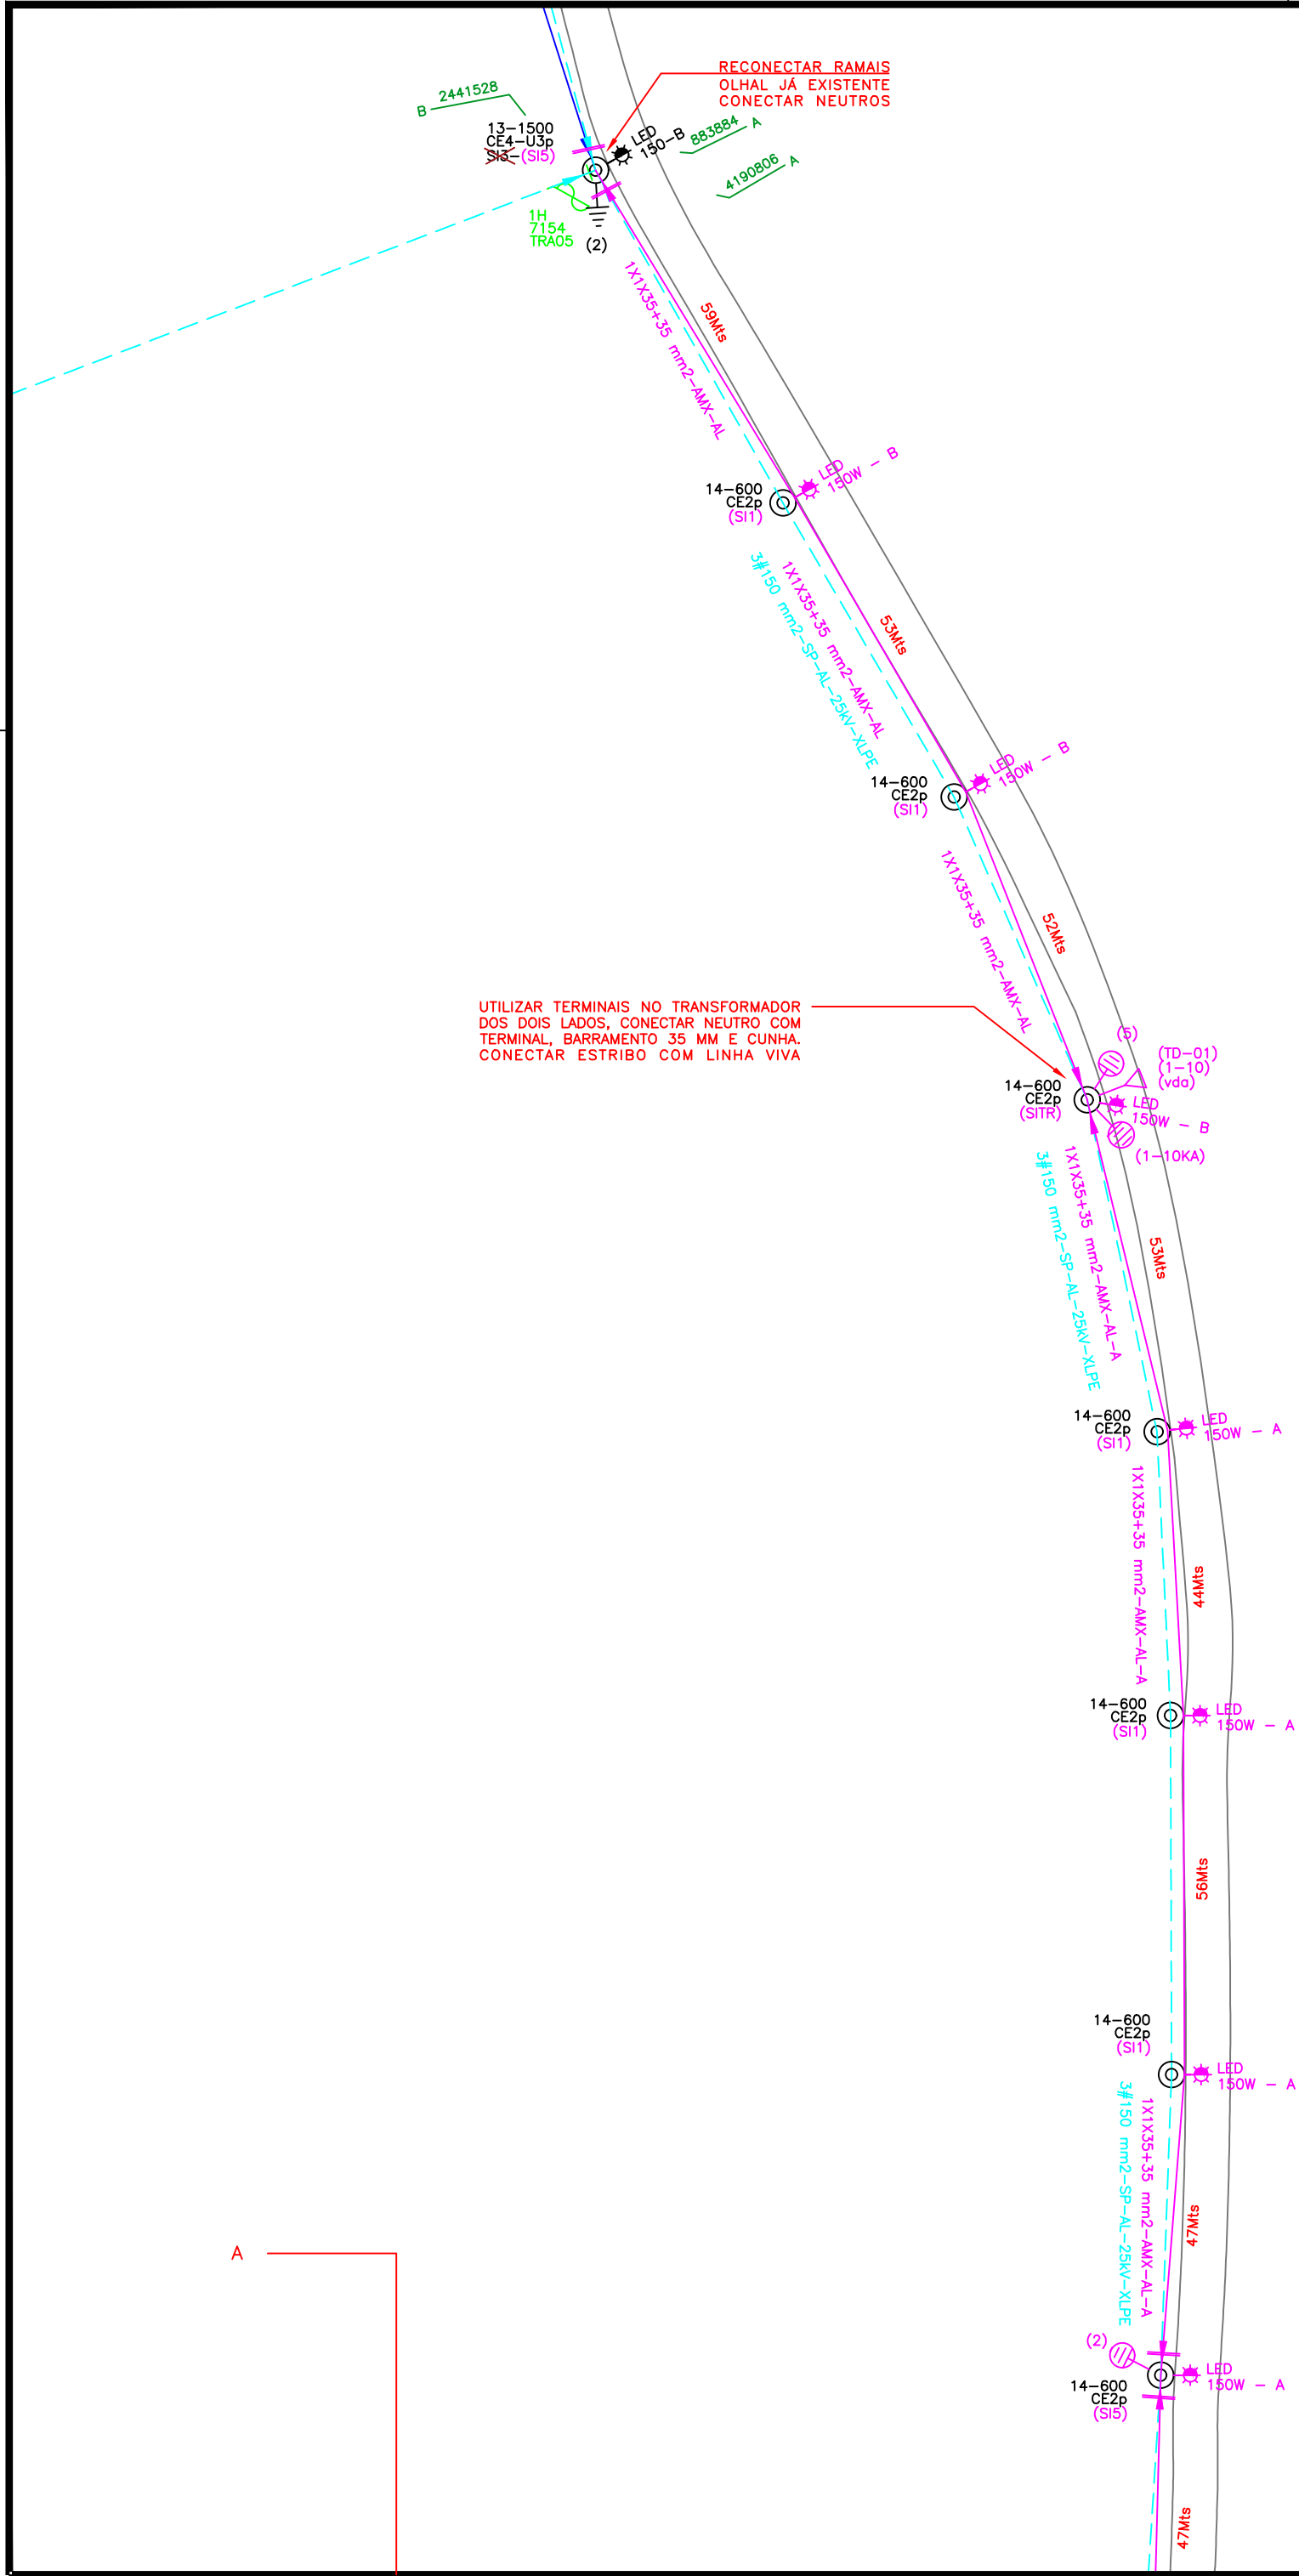 RECONECTAR RAMAIS
OLHAL JÁ EXISTENTE
CONECTAR NEUTROS
B 2441528
13-1500
CE4-U3p
SI3-(SI5)
LED
150-B
883884 A
4190806 A
1H
7154
TRA05
(2)
1X1X35+35 mm2-AMX-AL
59Mts
LED
150W - B
14-600
CE2p
(SI1)
3#150 mm2-SP-AL-25kV-XLPE
1X1X35+35 mm2-AMX-AL
53Mts
LED
150W - B
14-600
CE2p
(SI1)
1X1X35+35 mm2-AMX-AL
52Mts
UTILIZAR TERMINAIS NO TRANSFORMADOR
DOS DOIS LADOS, CONECTAR NEUTRO COM
TERMINAL, BARRAMENTO 35 MM E CUNHA.
CONECTAR ESTRIBO COM LINHA VIVA
(5)
(TD-01)
(1-10)
(vda)
14-600
CE2p
(SITR)
LED
150W - B
(1-10KA)
3#150 mm2-SP-AL-25kV-XLPE
1X1X35+35 mm2-AMX-AL-A
53Mts
14-600
CE2p
(SI1)
LED
150W - A
1X1X35+35 mm2-AMX-AL-A
44Mts
14-600
CE2p
(SI1)
LED
150W - A
56Mts
14-600
CE2p
(SI1)
LED
150W - A
3#150 mm2-SP-AL-25kV-XLPE
1X1X35+35 mm2-AMX-AL-A
47Mts
A
(2)
14-600
CE2p
(SI5)
LED
150W - A
47Mts